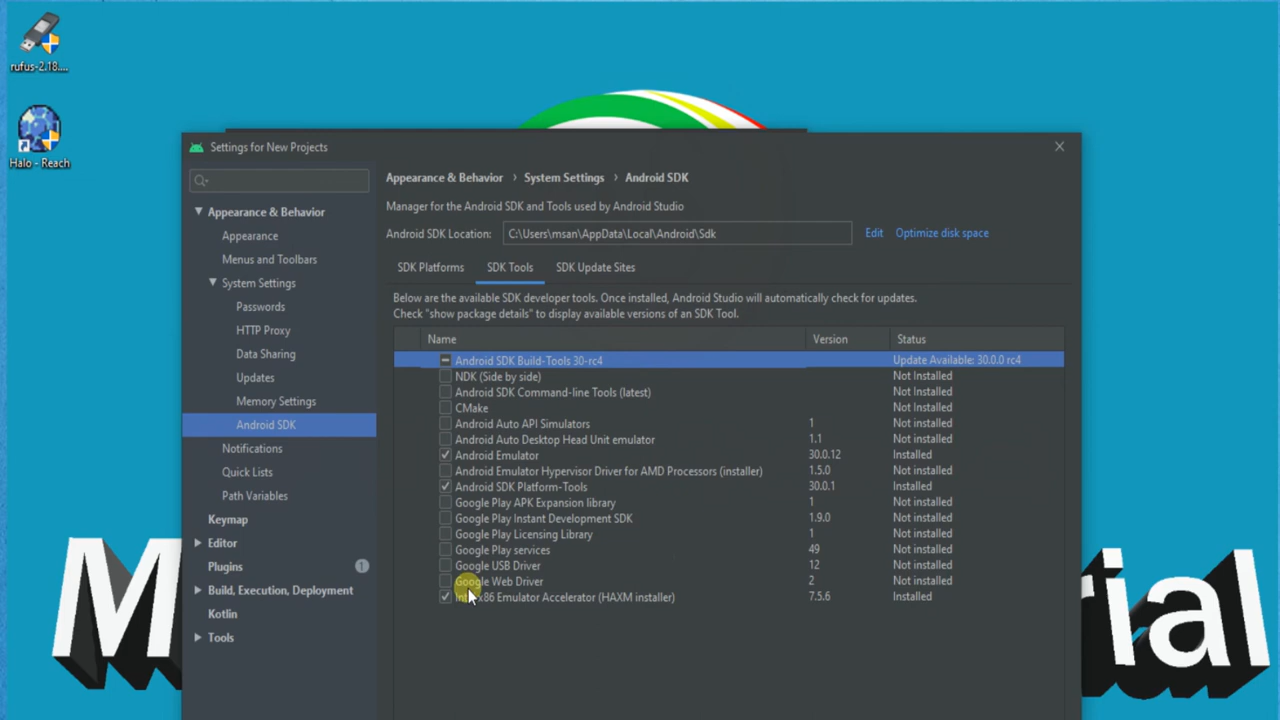 rufus-2.18....
Halo - Reach
Settings for New Projects
Appearance & Behavior
Appearance
Menus and Toolbars
System Settings
Passwords
HTTP Proxy
Data Sharing
Updates
Memory Settings
Android SDK
Notifications
Quick Lists
Path Variables
Keymap
Editor
Plugins 1
Build, Execution, Deployment
Kotlin
Tools
Appearance & Behavior › System Settings › Android SDK
Manager for the Android SDK and Tools used by Android Studio
Android SDK Location: C:\Users\msan\AppData\Local\Android\Sdk Edit Optimize disk space
SDK Platforms SDK Tools SDK Update Sites
Below are the available SDK developer tools. Once installed, Android Studio will automatically check for updates.
Check "show package details" to display available versions of an SDK Tool.
Name Version Status
Android SDK Build-Tools 30-rc4 Update Available: 30.0.0 rc4
NDK (Side by side) Not Installed
Android SDK Command-line Tools (latest) Not Installed
CMake Not Installed
Android Auto API Simulators 1 Not installed
Android Auto Desktop Head Unit emulator 1.1 Not installed
Android Emulator 30.0.12 Installed
Android Emulator Hypervisor Driver for AMD Processors (installer) 1.5.0 Not installed
Android SDK Platform-Tools 30.0.1 Installed
Google Play APK Expansion library 1 Not installed
Google Play Instant Development SDK 1.9.0 Not installed
Google Play Licensing Library 1 Not installed
Google Play services 49 Not installed
Google USB Driver 12 Not installed
Google Web Driver 2 Not installed
Intel x86 Emulator Accelerator (HAXM installer) 7.5.6 Installed
M
ial